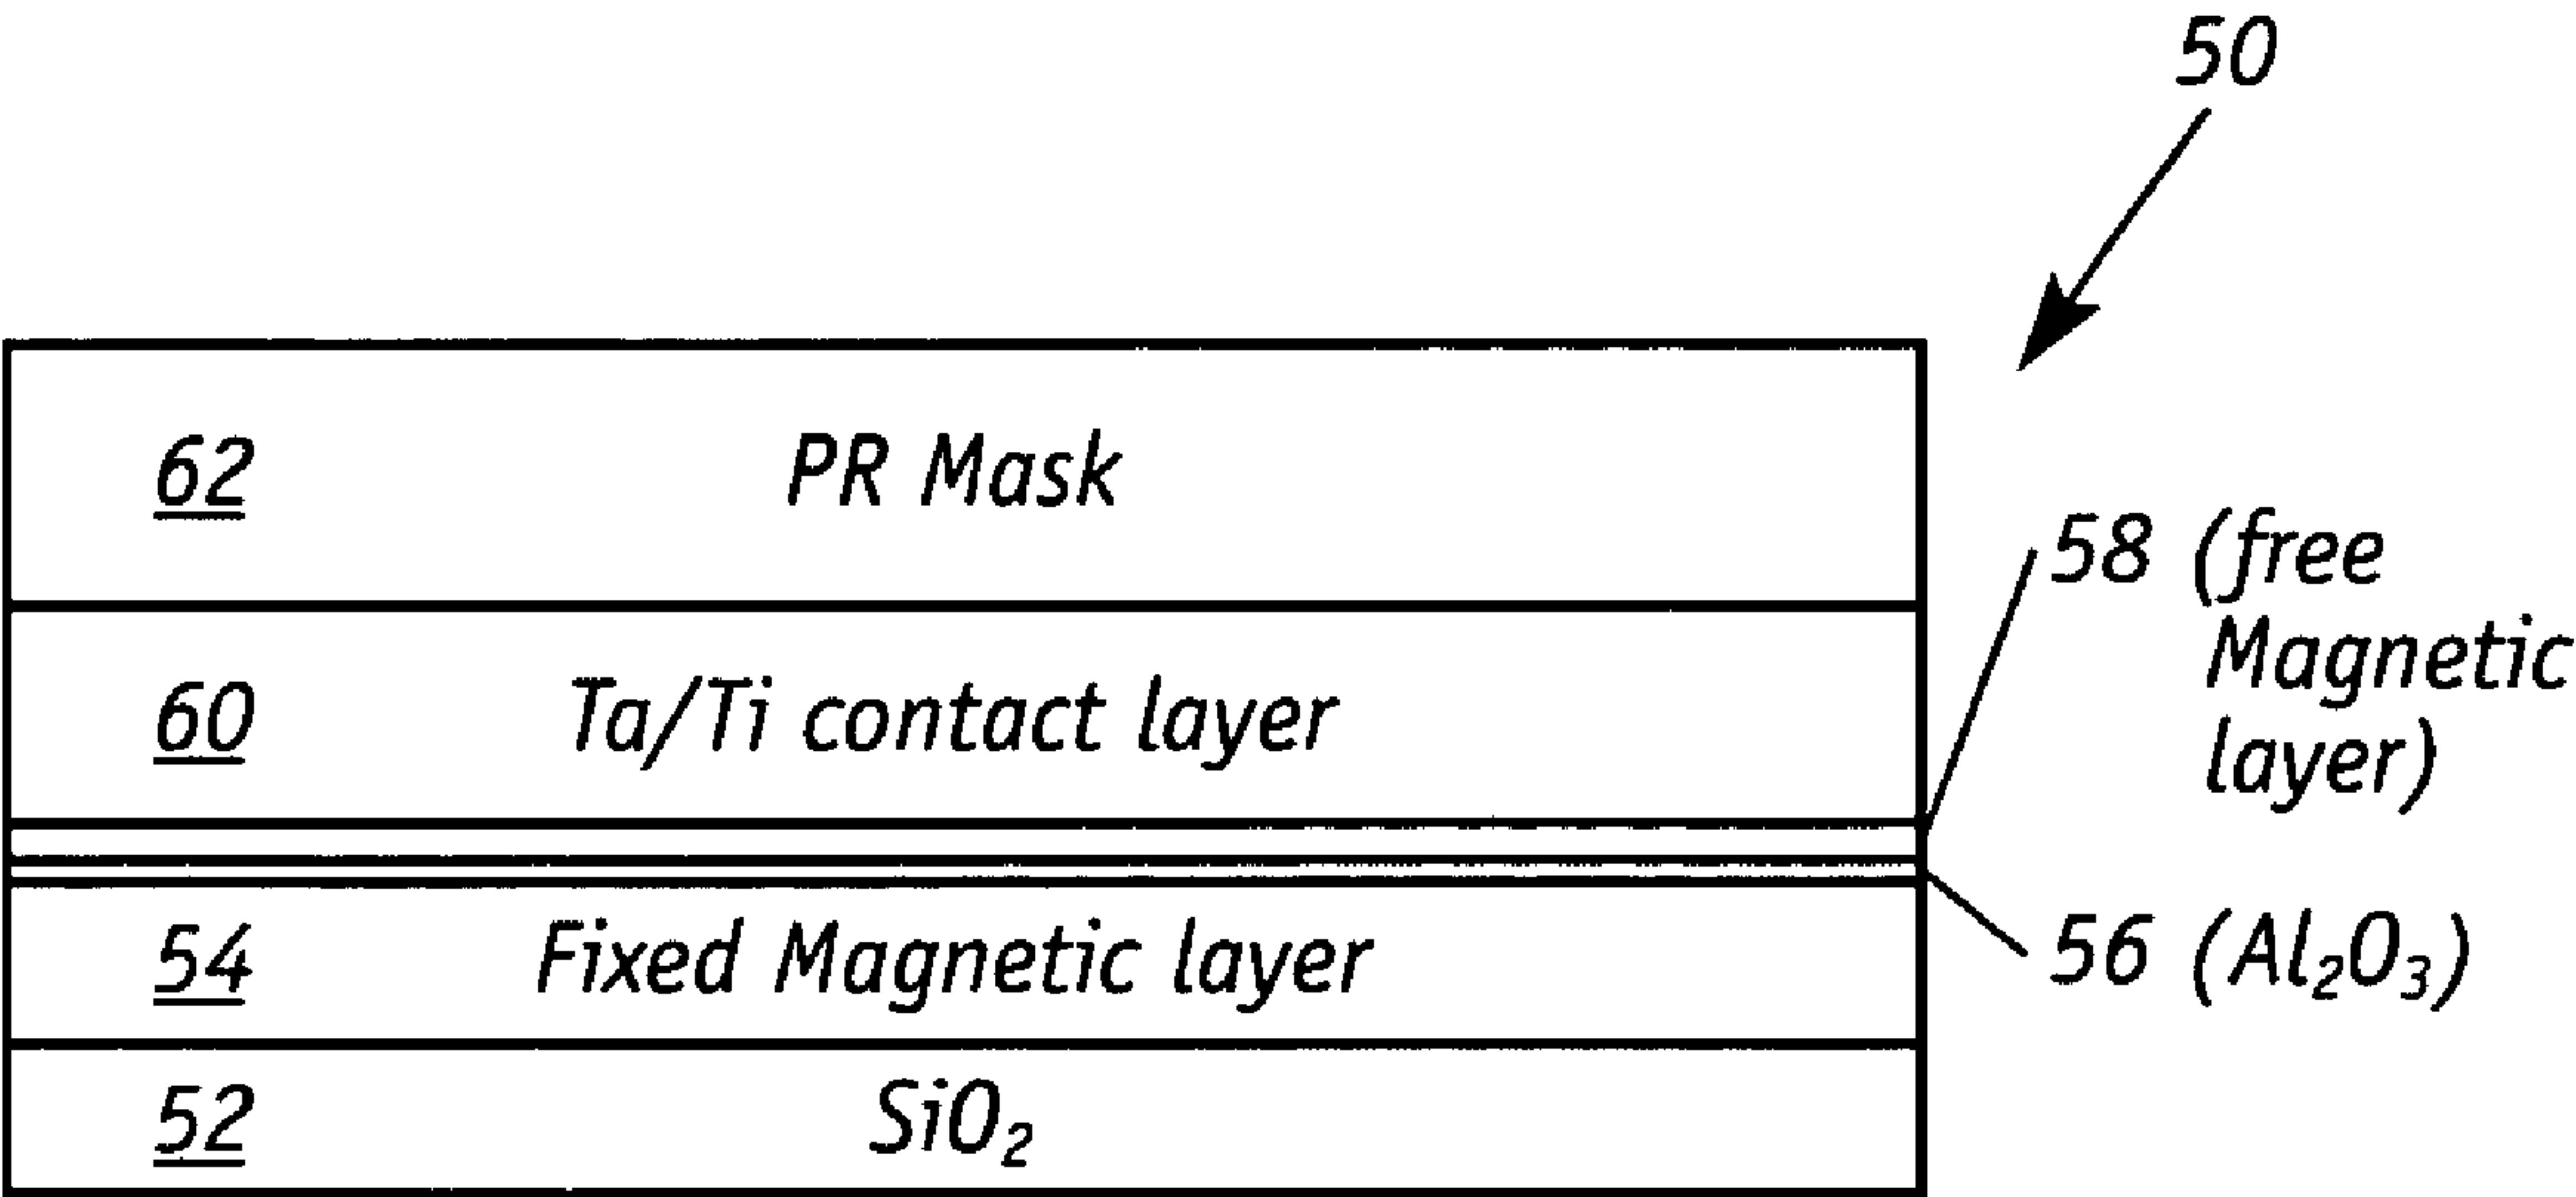 50
62 PR Mask
58 (free
Magnetic
layer)
60 Ta/Ti contact layer
54 Fixed Magnetic layer
56 (Al₂O₃)
52 SiO₂